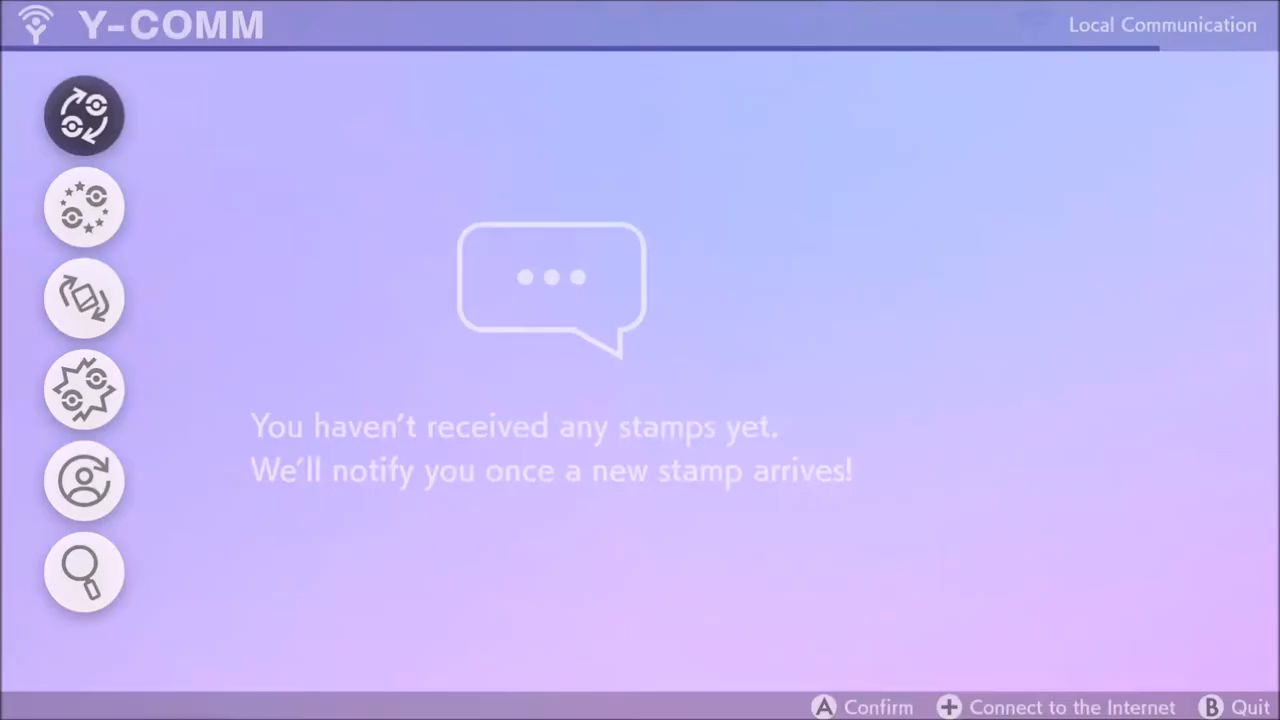 Y-COMM
Local Communication
You haven't received any stamps yet.
We'll notify you once a new stamp arrives!
A Confirm + Connect to the Internet B Quit